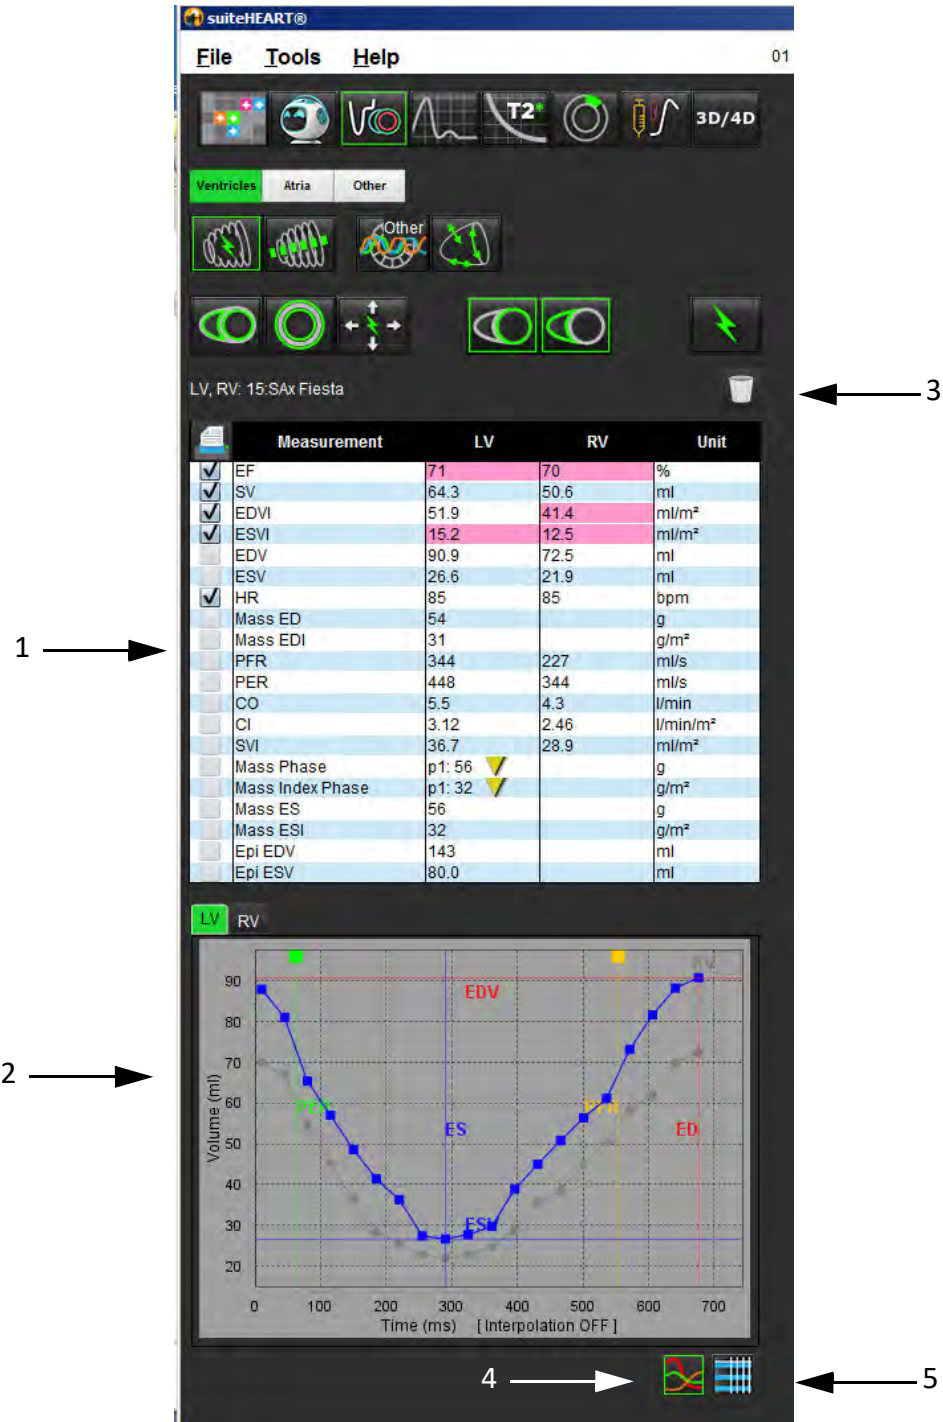 suiteHEART®
File Tools Help 01
T2* 3D/4D
Ventricles Atria Other
Other
LV, RV: 15:SAx Fiesta
3
Measurement LV RV Unit
EF 71 70 %
SV 64.3 50.6 ml
EDVI 51.9 41.4 ml/m²
ESVI 15.2 12.5 ml/m²
EDV 90.9 72.5 ml
ESV 26.6 21.9 ml
HR 85 85 bpm
Mass ED 54 g
1
Mass EDI 31 g/m²
PFR 344 227 ml/s
PER 448 344 ml/s
CO 5.5 4.3 l/min
CI 3.12 2.46 l/min/m²
SVI 36.7 28.9 ml/m²
Mass Phase p1: 56 g
Mass Index Phase p1: 32 g/m²
Mass ES 56 g
Mass ESI 32 g/m²
Epi EDV 143 ml
Epi ESV 80.0 ml
LV RV
RV
90
EDV
80
70
2
60
PER PFR
Volume (ml)
ES ED
50
40
30
ESV
20
0 100 200 300 400 500 600 700
Time (ms) [ Interpolation OFF ]
4
5